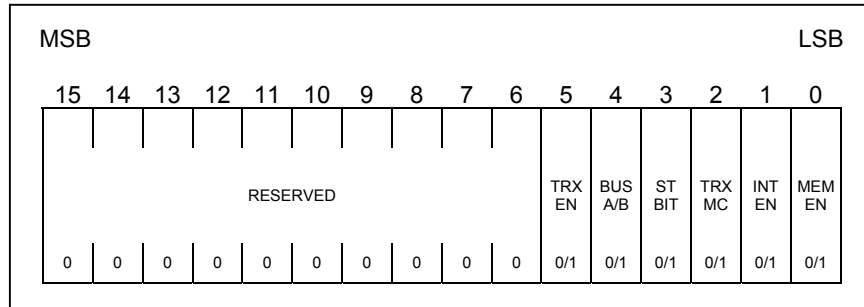 MSB LSB
15 14 13 12 11 10 9 8 7 6 5 4 3 2 1 0
RESERVED
TRX EN
BUS A/B
ST BIT
TRX MC
INT EN
MEM EN
0 0 0 0 0 0 0 0 0 0 0/1 0/1 0/1 0/1 0/1 0/1